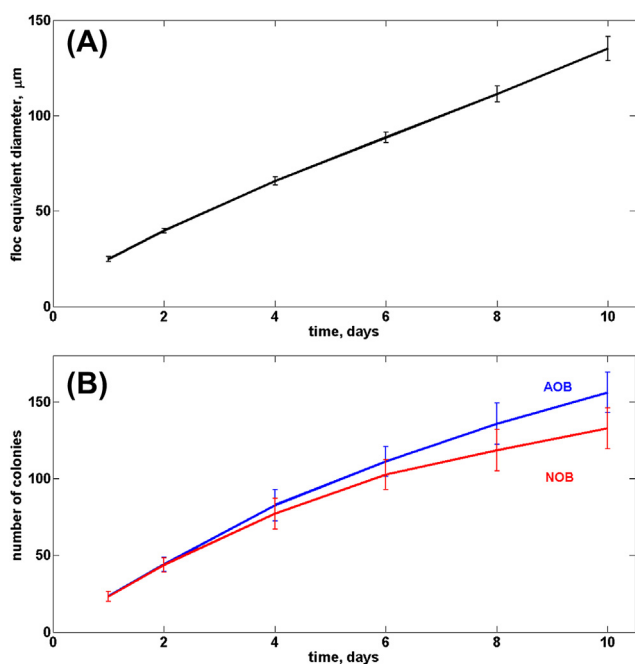 (A)
150
100
50
0
floc equivalent diameter, μm
0 2 4 6 8 10
time, days
(B)
AOB
NOB
150
100
50
0
number of colonies
0 2 4 6 8 10
time, days